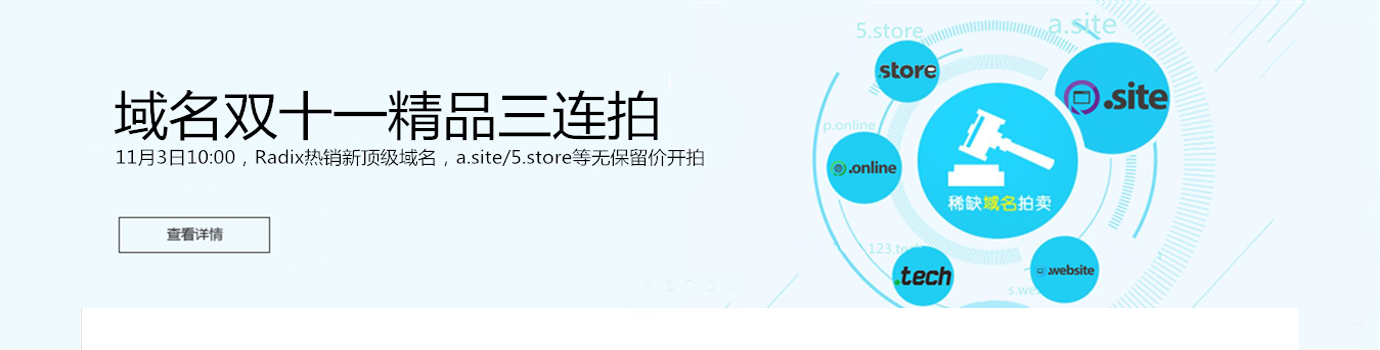 域名双十一精品三连拍
11月3日10:00，Radix热销新顶级域名，a.site/5.store等无保留价开拍
查看详情
5.store
a.site
.store
.site
p.online
.online
稀缺域名拍卖
123.tech
.tech
.website
s.we